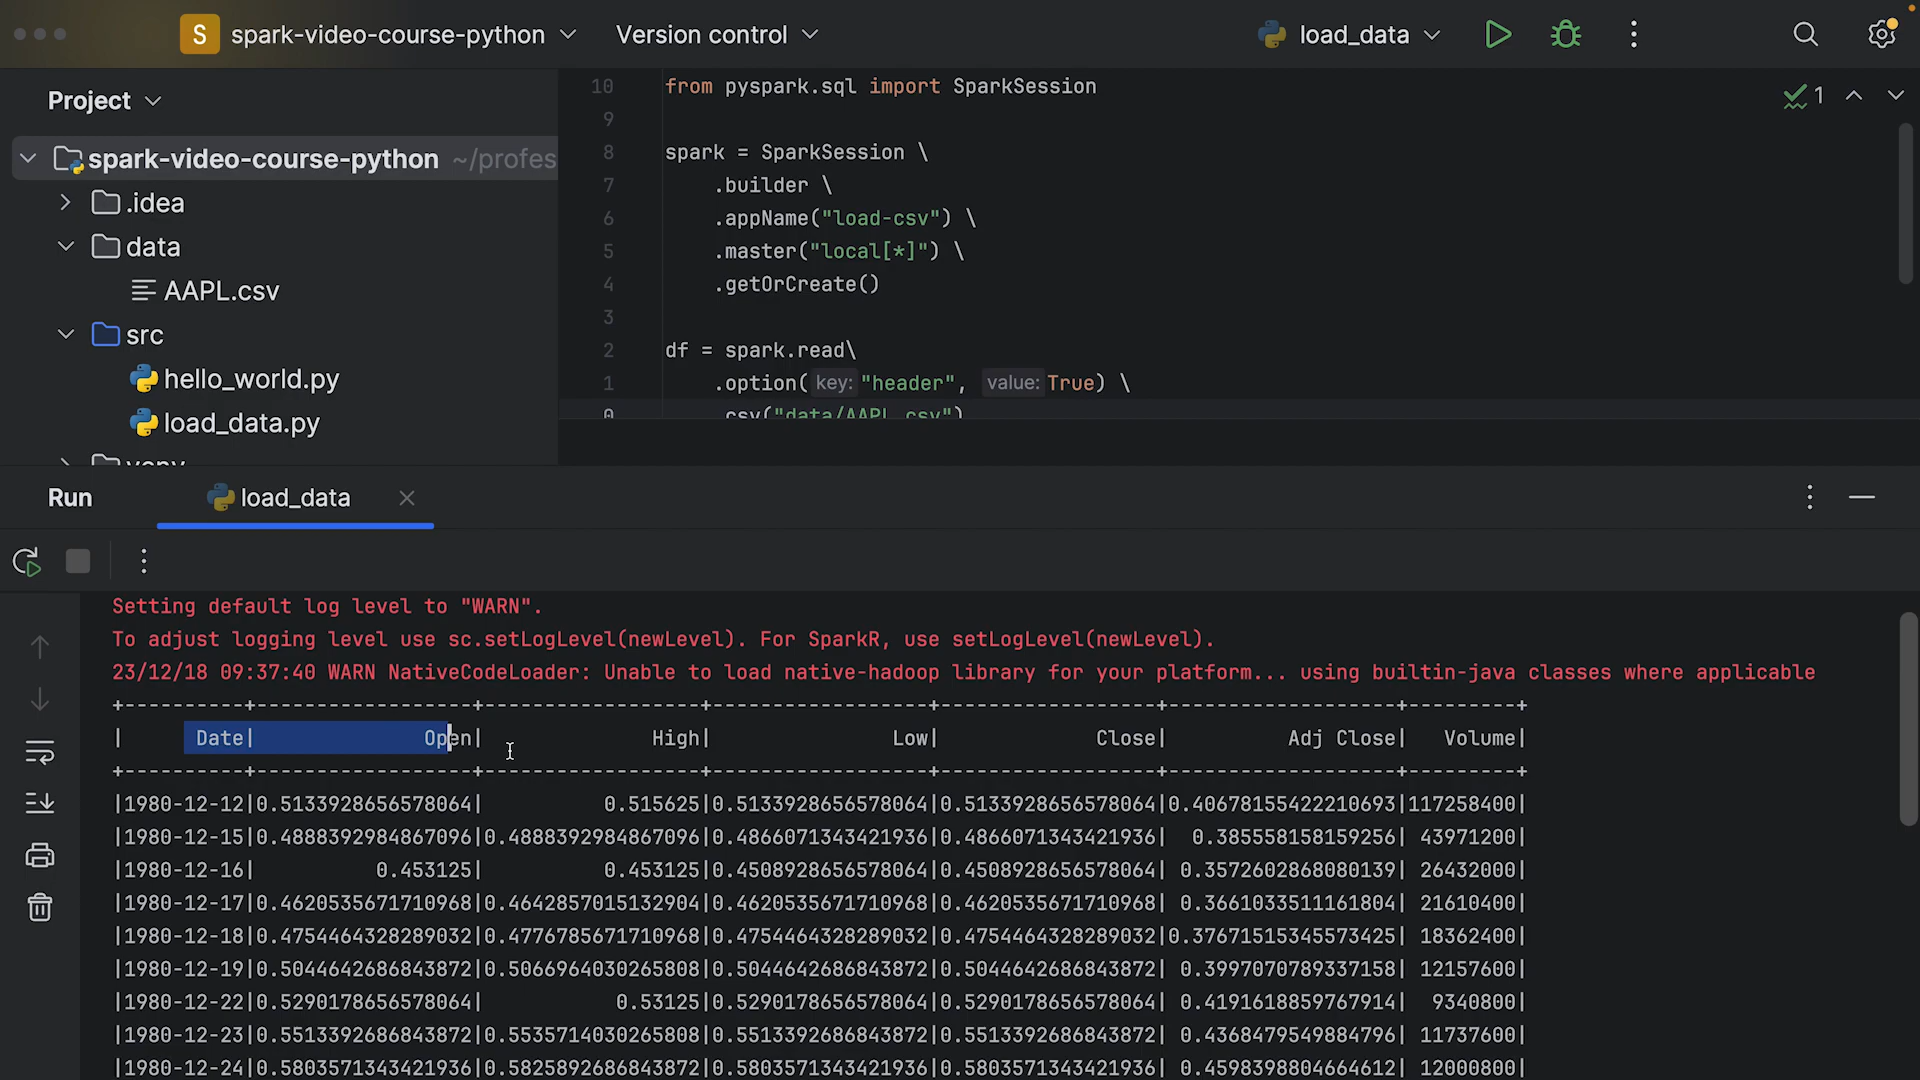 S spark-video-course-python Version control load_data
Project
spark-video-course-python ~/profes
.idea
data
AAPL.csv
src
hello_world.py
load_data.py
venv
10 from pyspark.sql import SparkSession
9
8 spark = SparkSession \
7 .builder \
6 .appName("load-csv") \
5 .master("local[*]") \
4 .getOrCreate()
3
2 df = spark.read\
1 .option( key: "header", value: True) \
0 .csv("data/AAPL.csv")
1
Run load_data
Setting default log level to "WARN".
To adjust logging level use sc.setLogLevel(newLevel). For SparkR, use setLogLevel(newLevel).
23/12/18 09:37:40 WARN NativeCodeLoader: Unable to load native-hadoop library for your platform... using builtin-java classes where applicable
+----------+------------------+------------------+------------------+------------------+-------------------+---------+
|      Date|              Open|              High|               Low|             Close|          Adj Close|   Volume|
+----------+------------------+------------------+------------------+------------------+-------------------+---------+
|1980-12-12|0.5133928656578064|          0.515625|0.5133928656578064|0.5133928656578064|0.40678155422210693|117258400|
|1980-12-15|0.4888392984867096|0.4888392984867096|0.4866071343421936|0.4866071343421936|  0.385558158159256| 43971200|
|1980-12-16|          0.453125|          0.453125|0.4508928656578064|0.4508928656578064| 0.3572602868080139| 26432000|
|1980-12-17|0.4620535671710968|0.4642857015132904|0.4620535671710968|0.4620535671710968| 0.3661033511161804| 21610400|
|1980-12-18|0.4754464328289032|0.4776785671710968|0.4754464328289032|0.4754464328289032|0.37671515345573425| 18362400|
|1980-12-19|0.5044642686843872|0.5066964030265808|0.5044642686843872|0.5044642686843872| 0.3997070789337158| 12157600|
|1980-12-22|0.5290178656578064|           0.53125|0.5290178656578064|0.5290178656578064| 0.4191618859767914|  9340800|
|1980-12-23|0.5513392686843872|0.5535714030265808|0.5513392686843872|0.5513392686843872| 0.4368479549884796| 11737600|
|1980-12-24|0.5803571343421936|0.5825892686843872|0.5803571343421936|0.5803571343421936| 0.4598398804664612| 12000800|